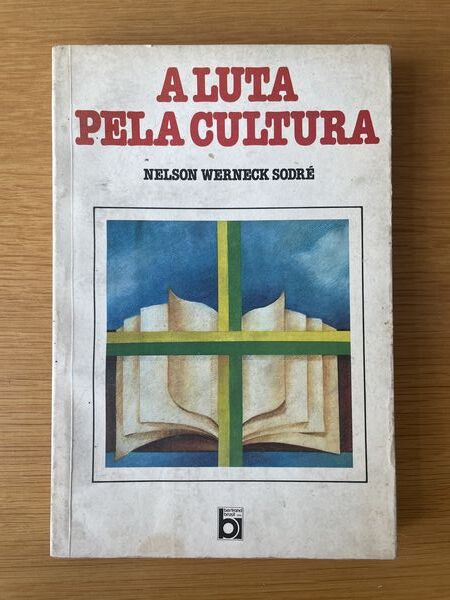 A LUTA
PELA CULTURA
NELSON WERNECK SODRÉ
bertrand
brasil